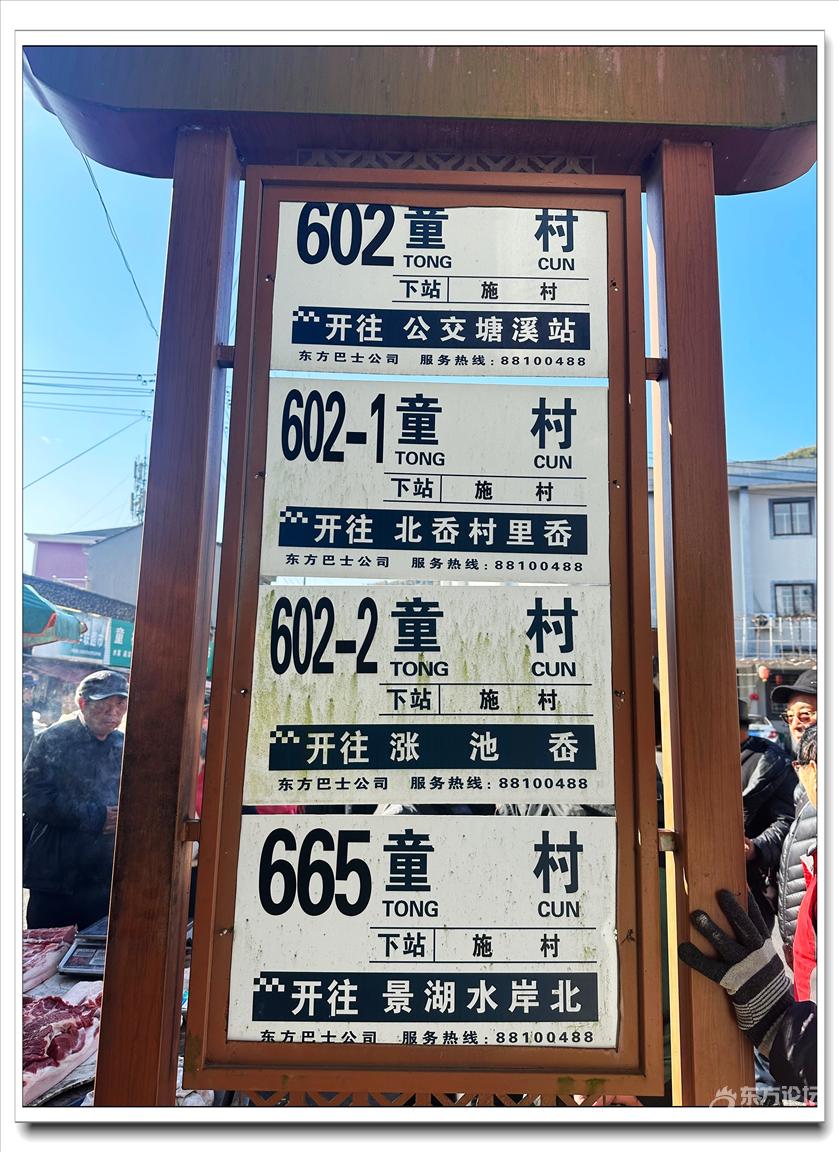 602 童 村
TONG CUN
下站 施 村
开往 公交塘溪站
东方巴士公司 服务热线:88100488
602-1 童 村
TONG CUN
下站 施 村
开往 北岙村里岙
东方巴士公司 服务热线:88100488
602-2 童 村
TONG CUN
下站 施 村
开往 涨 池 岙
东方巴士公司 服务热线:88100488
665 童 村
TONG CUN
下站 施 村
开往 景湖水岸北
东方巴士公司 服务热线:88100488
童
东方论坛